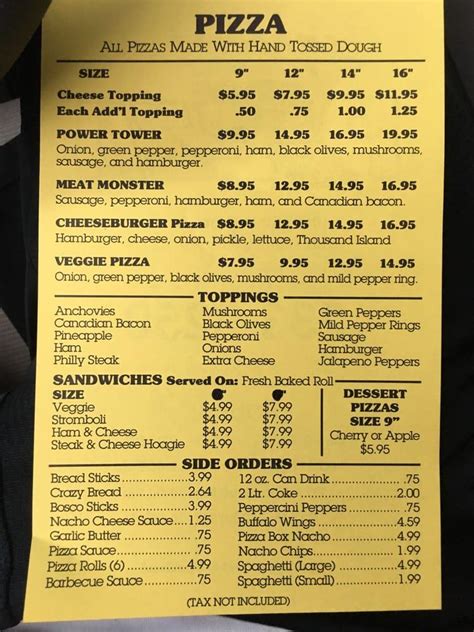 PIZZA
ALL PIZZAS MADE WITH HAND TOSSED DOUGH
SIZE 9" 12" 14" 16"
Cheese Topping $5.95 $7.95 $9.95 $11.95
Each Add'l Topping .50 .75 1.00 1.25
POWER TOWER $9.95 14.95 16.95 19.95
Onion, green pepper, pepperoni, ham, black olives, mushrooms,
sausage, and hamburger.
MEAT MONSTER $8.95 12.95 14.95 16.95
Sausage, pepperoni, hamburger, ham, and Canadian bacon.
CHEESEBURGER Pizza $8.95 12.95 14.95 16.95
Hamburger, cheese, onion, pickle, lettuce, Thousand Island
VEGGIE PIZZA $7.95 9.95 12.95 14.95
Onion, green pepper, black olives, mushrooms, and mild pepper ring.
TOPPINGS
Anchovies Mushrooms Green Peppers
Canadian Bacon Black Olives Mild Pepper Rings
Pineapple Pepperoni Sausage
Ham Onions Hamburger
Philly Steak Extra Cheese Jalapeno Peppers
SANDWICHES Served On: Fresh Baked Roll
SIZE
Veggie $4.99 $7.99
Stromboli $4.99 $7.99
Ham & Cheese $4.99 $7.99
Steak & Cheese Hoagie $4.99 $7.99
DESSERT
PIZZAS
SIZE 9"
Cherry or Apple
$5.95
SIDE ORDERS
Bread Sticks..............3.99
Crazy Bread..............2.64
Bosco Sticks..............3.99
Nacho Cheese Sauce....1.25
Garlic Butter..............75
Pizza Sauce..............75
Pizza Rolls (6)..............4.99
Barbecue Sauce..............75
12 oz. Can Drink..............75
2 Ltr. Coke..............2.00
Peppercini Peppers..............75
Buffalo Wings..............4.59
Pizza Box Nacho..............4.99
Nacho Chips..............1.99
Spaghetti (Large)..............4.99
Spaghetti (Small)..............1.99
(TAX NOT INCLUDED)